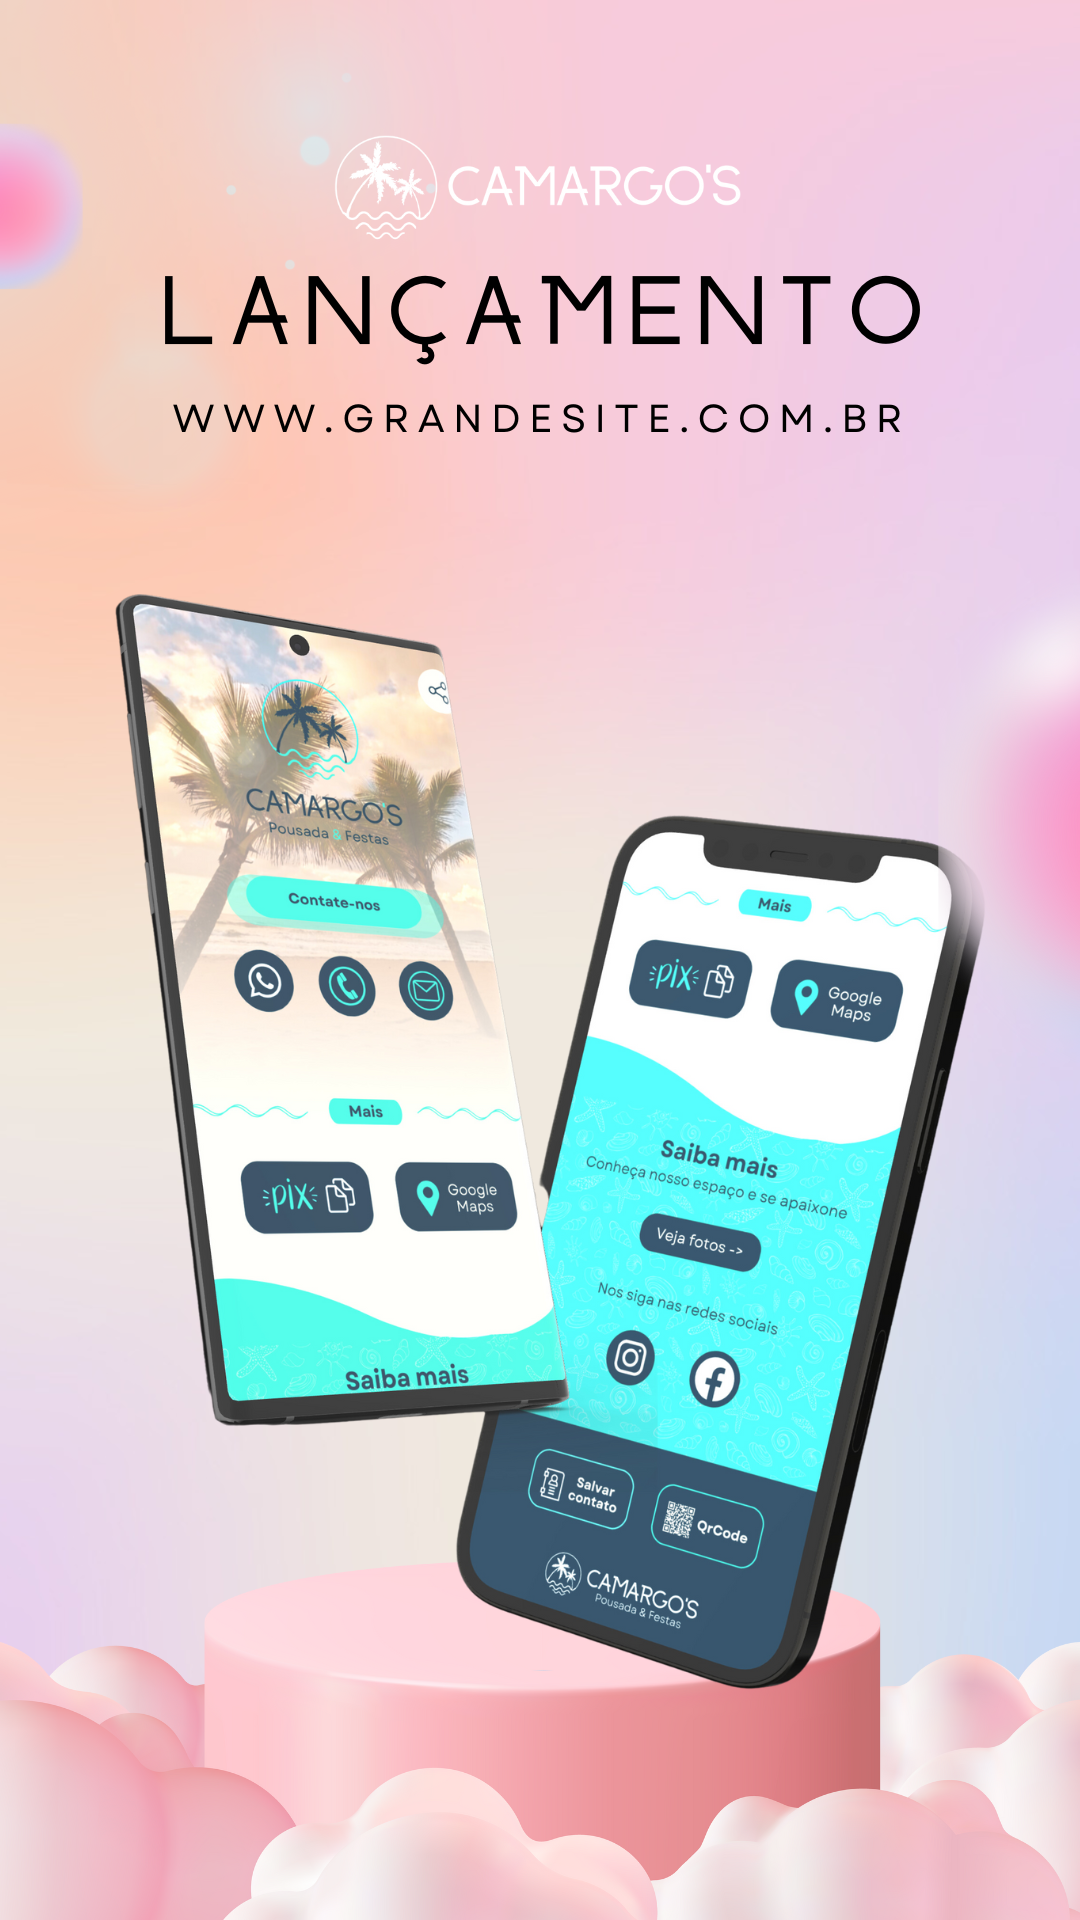 CAMARGO'S
LANÇAMENTO
WWW.GRANDESITE.COM.BR
CAMARGO'S
Pousada & Festas
Contate-nos
Mais
pix
Google
Maps
Saiba mais
Mais
pix
Google
Maps
Saiba mais
Conheça nosso espaço e se apaixone
Veja fotos ->
Nos siga nas redes sociais
Salvar
contato
QrCode
CAMARGO'S
Pousada & Festas